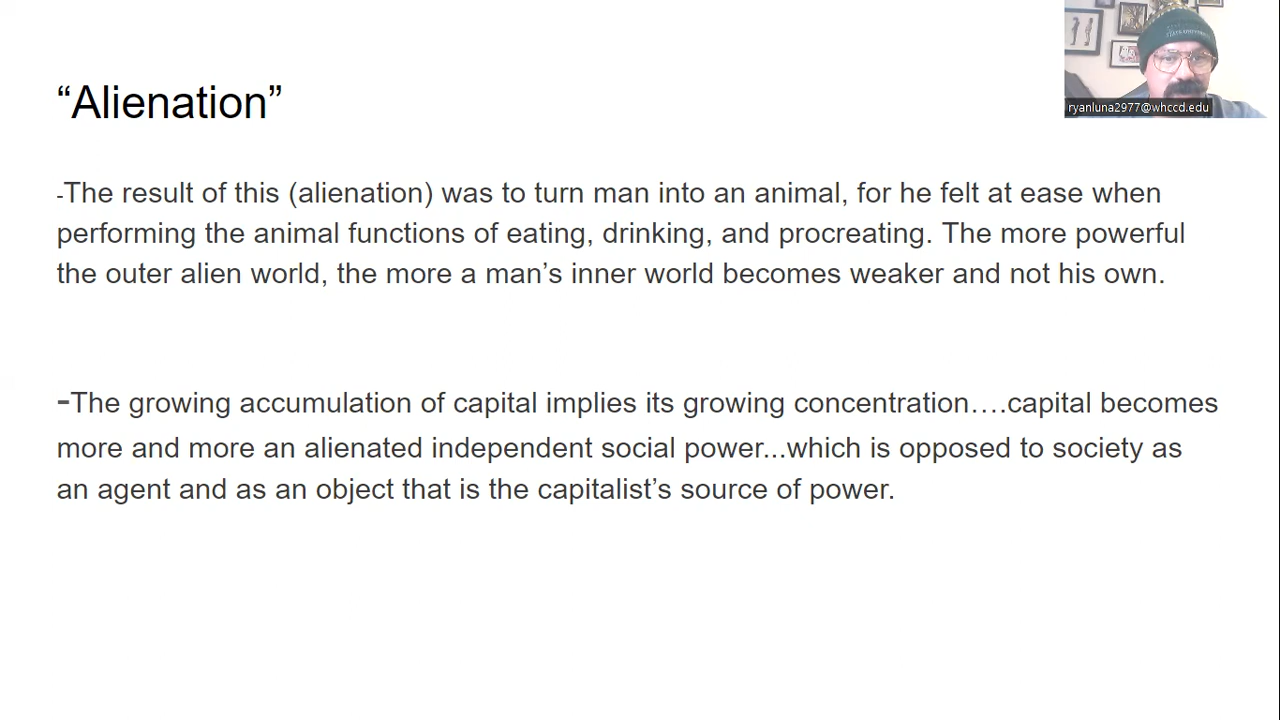 “Alienation”
ryanluna2977@whccd.edu
-The result of this (alienation) was to turn man into an animal, for he felt at ease when
performing the animal functions of eating, drinking, and procreating. The more powerful
the outer alien world, the more a man’s inner world becomes weaker and not his own.
-The growing accumulation of capital implies its growing concentration….capital becomes
more and more an alienated independent social power...which is opposed to society as
an agent and as an object that is the capitalist’s source of power.